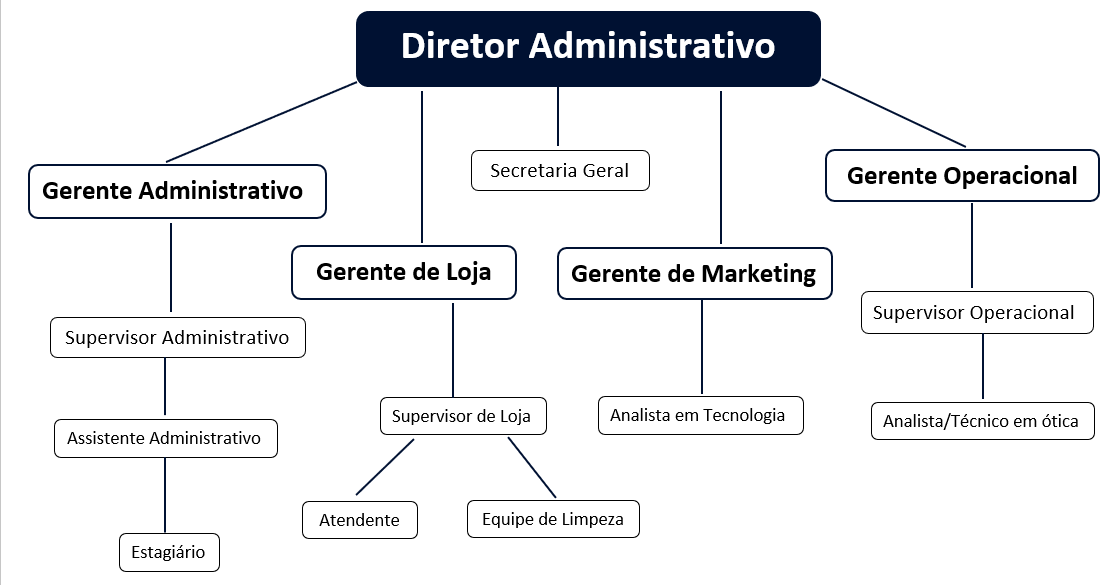 Diretor Administrativo
Secretaria Geral
Gerente Administrativo
Gerente Operacional
Gerente de Loja
Gerente de Marketing
Supervisor Administrativo
Supervisor Operacional
Supervisor de Loja
Analista em Tecnologia
Analista/Técnico em ótica
Assistente Administrativo
Atendente
Equipe de Limpeza
Estagiário